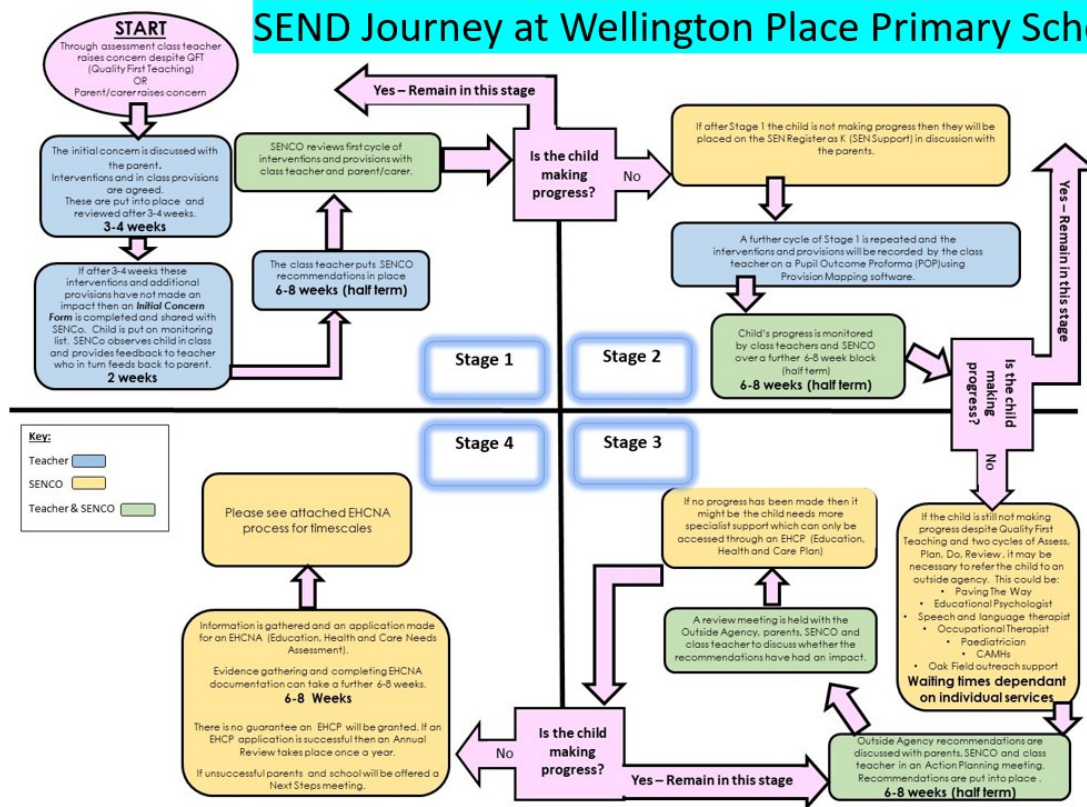 SEND Journey at Wellington Place Primary Scho
START
Through assessment class teacher
raises concern despite QFT
(Quality First Teaching)
OR
Parent/carer raises concern
The initial concern is discussed with
the parent.
Interventions and in class provisions
are agreed.
These are put into place and
reviewed after 3-4 weeks.
3-4 weeks
If after 3-4 weeks these
interventions and additional
provisions have not made an
impact then an Initial Concern
Form is completed and shared with
SENCo. Child is put on monitoring
list. SENCo observes child in class
and provides feedback to teacher
who in turn feeds back to parent.
2 weeks
The class teacher puts SENCO
recommendations in place
6-8 weeks (half term)
SENCO reviews first cycle of
interventions and provisions with
class teacher and parent/carer.
Yes – Remain in this stage
Is the child
making
progress?
No
Stage 1
Stage 2
If after Stage 1 the child is not making progress then they will be
placed on the SEN Register as K (SEN Support) in discussion with
the parents.
A further cycle of Stage 1 is repeated and the
interventions and provisions will be recorded by the class
teacher on a Pupil Outcome Proforma (POP)using
Provision Mapping software.
Child's progress is monitored
by class teachers and SENCO
over a further 6-8 week block
(half term)
6-8 weeks (half term)
Is the child
making
progress?
Yes – Remain in this stage
No
Stage 4
Stage 3
If the child is still not making
progress despite Quality First
Teaching and two cycles of Assess,
Plan, Do, Review, it may be
necessary to refer the child to an
outside agency. This could be:
• Paving The Way
• Educational Psychologist
• Speech and language therapist
• Occupational Therapist
• Paediatrician
• CAMHs
• Oak Field outreach support
Waiting times dependant
on individual services
Outside Agency recommendations are
discussed with parents, SENCO and class
teacher in an Action Planning meeting.
Recommendations are put into place .
6-8 weeks (half term)
A review meeting is held with the
Outside Agency, parents, SENCO and
class teacher to discuss whether the
recommendations have had an impact.
If no progress has been made then it
might be the child needs more
specialist support which can only be
accessed through an EHCP (Education,
Health and Care Plan)
Is the child
making
progress?
Yes – Remain in this stage
No
Information is gathered and an application made
for an EHCNA (Education, Health and Care Needs
Assessment).
Evidence gathering and completing EHCNA
documentation can take a further 6-8 weeks.
6-8 Weeks
There is no guarantee an EHCP will be granted. If an
EHCP application is successful then an Annual
Review takes place once a year.
If unsuccessful parents and school will be offered a
Next Steps meeting.
Please see attached EHCNA
process for timescales
Key:
Teacher
SENCO
Teacher & SENCO